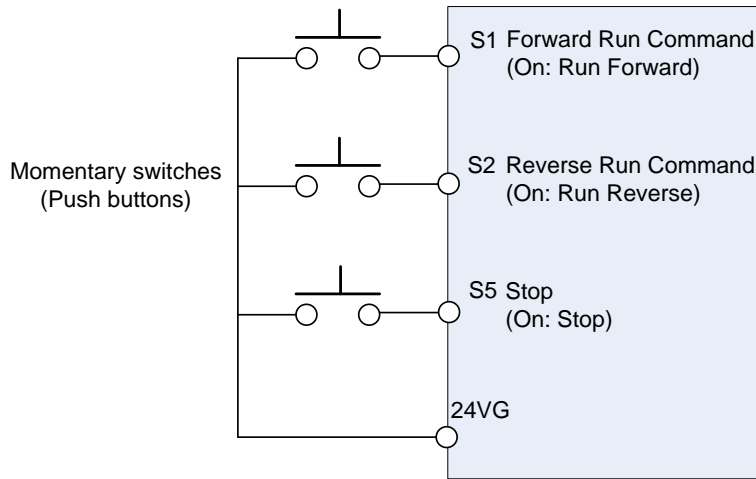 S1 Forward Run Command
(On: Run Forward)
Momentary switches
(Push buttons)
S2 Reverse Run Command
(On: Run Reverse)
S5 Stop
(On: Stop)
24VG